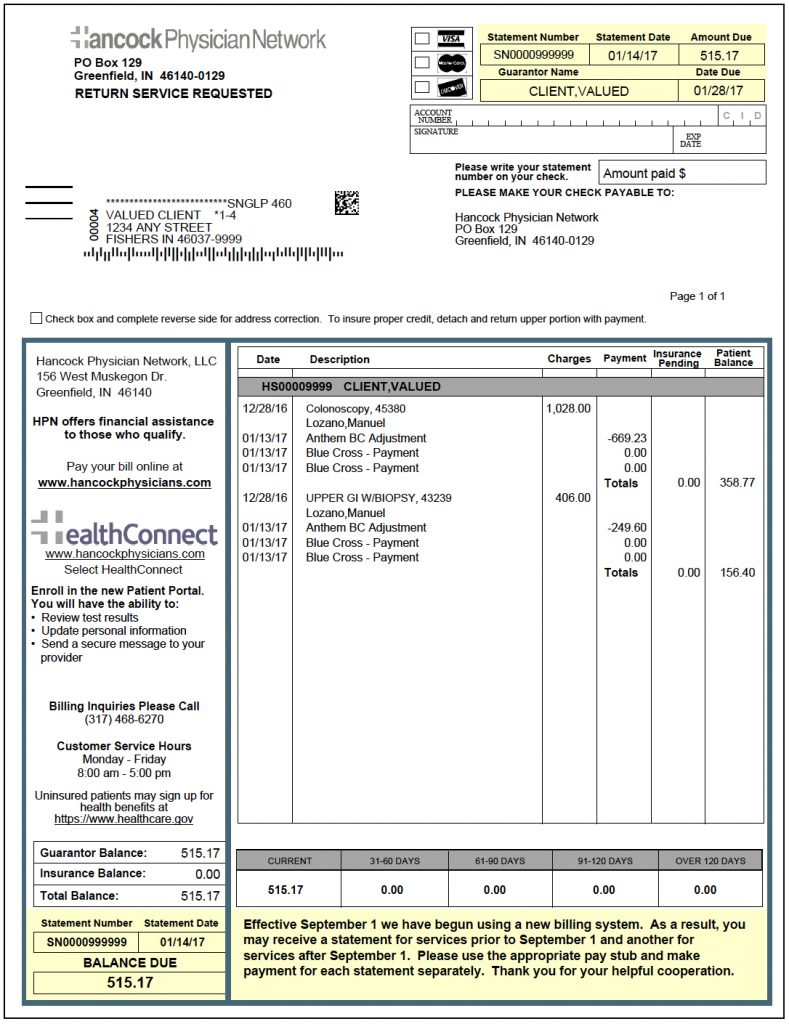 Hancock Physician Network
PO Box 129
Greenfield, IN 46140-0129
RETURN SERVICE REQUESTED
VISA
MasterCard
DISCOVER
Statement Number Statement Date Amount Due
SN0000999999 01/14/17 515.17
Guarantor Name Date Due
CLIENT,VALUED 01/28/17
ACCOUNT NUMBER C I D
SIGNATURE EXP DATE
Please write your statement
number on your check.
Amount paid $
PLEASE MAKE YOUR CHECK PAYABLE TO:
Hancock Physician Network
PO Box 129
Greenfield, IN 46140-0129
00004
**************************SNGLP 460
VALUED CLIENT *1-4
1234 ANY STREET
FISHERS IN 46037-9999
Page 1 of 1
Check box and complete reverse side for address correction. To insure proper credit, detach and return upper portion with payment.
Hancock Physician Network, LLC
156 West Muskegon Dr.
Greenfield, IN 46140
HPN offers financial assistance
to those who qualify.
Pay your bill online at
www.hancockphysicians.com
HealthConnect
www.hancockphysicians.com
Select HealthConnect
Enroll in the new Patient Portal.
You will have the ability to:
• Review test results
• Update personal information
• Send a secure message to your
provider
Billing Inquiries Please Call
(317) 468-6270
Customer Service Hours
Monday - Friday
8:00 am - 5:00 pm
Uninsured patients may sign up for
health benefits at
https://www.healthcare.gov
Guarantor Balance: 515.17
Insurance Balance: 0.00
Total Balance: 515.17
Statement Number Statement Date
SN0000999999 01/14/17
BALANCE DUE
515.17
Date Description Charges Payment Insurance Pending Patient Balance
HS00009999 CLIENT,VALUED
12/28/16 Colonoscopy, 45380 1,028.00
Lozano,Manuel
01/13/17 Anthem BC Adjustment -669.23
01/13/17 Blue Cross - Payment 0.00
01/13/17 Blue Cross - Payment 0.00
Totals 0.00 358.77
12/28/16 UPPER GI W/BIOPSY, 43239 406.00
Lozano,Manuel
01/13/17 Anthem BC Adjustment -249.60
01/13/17 Blue Cross - Payment 0.00
01/13/17 Blue Cross - Payment 0.00
Totals 0.00 156.40
CURRENT 31-60 DAYS 61-90 DAYS 91-120 DAYS OVER 120 DAYS
515.17 0.00 0.00 0.00 0.00
Effective September 1 we have begun using a new billing system. As a result, you
may receive a statement for services prior to September 1 and another for
services after September 1. Please use the appropriate pay stub and make
payment for each statement separately. Thank you for your helpful cooperation.